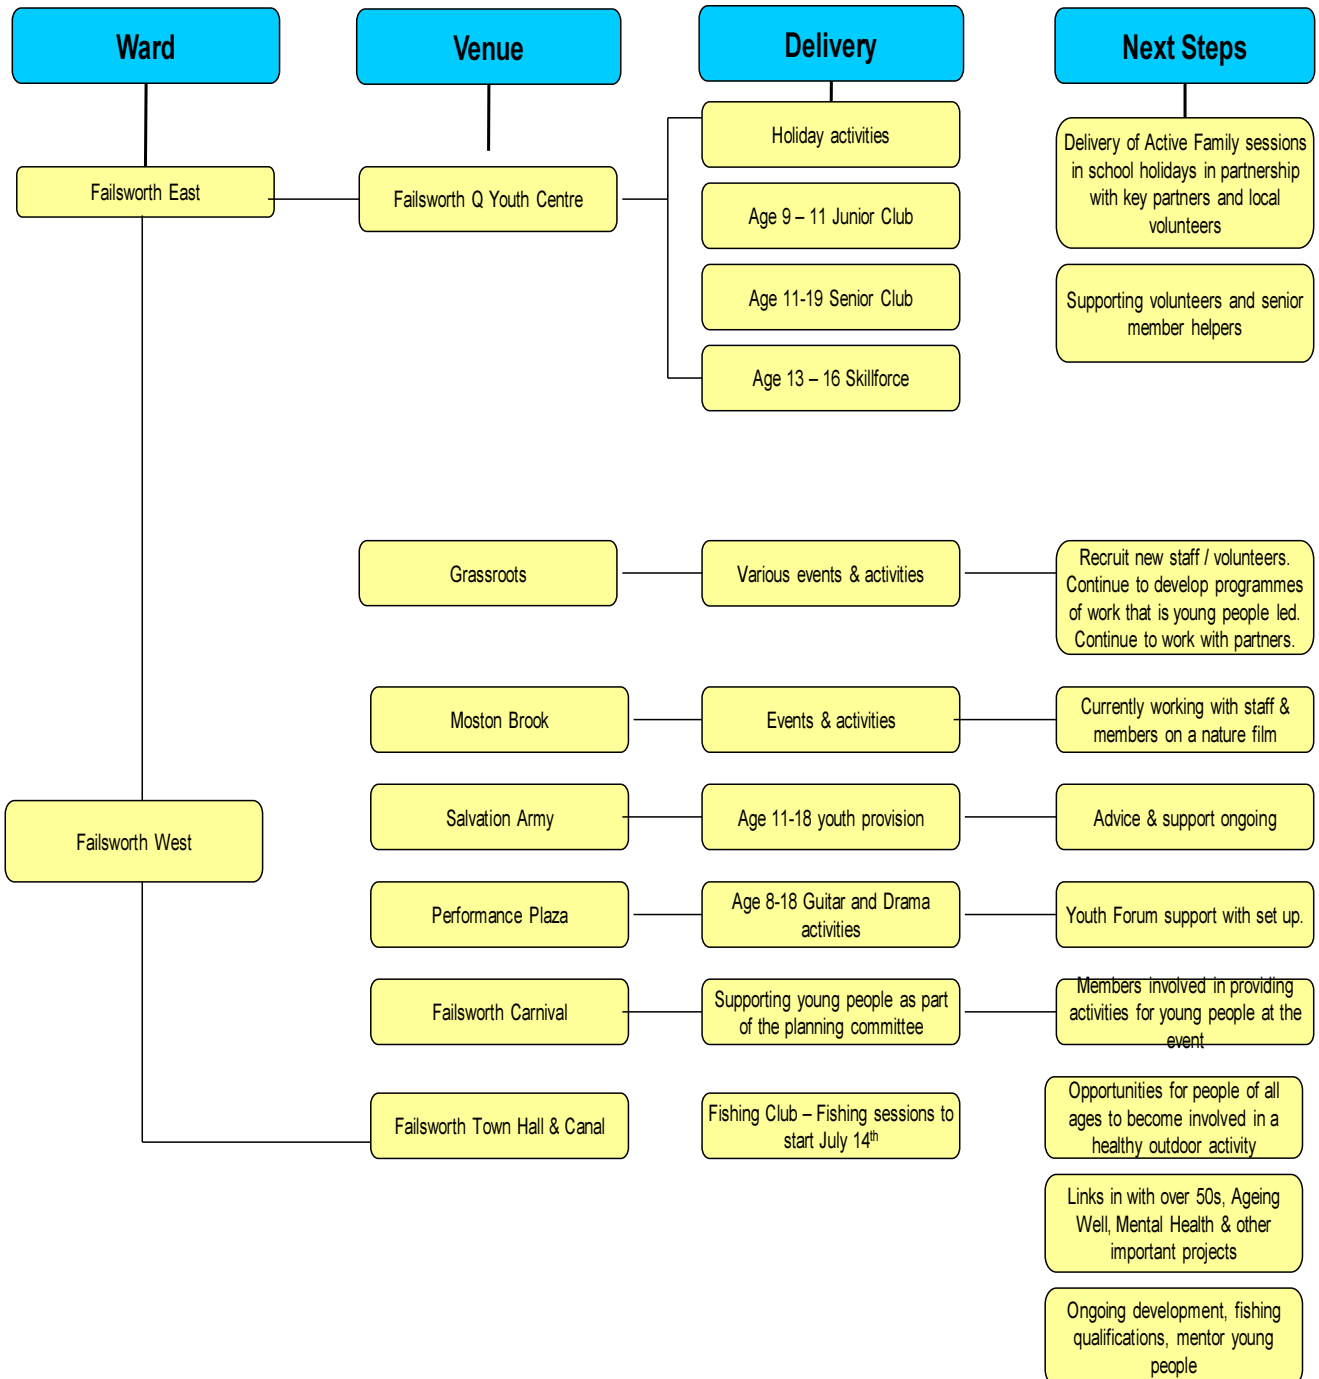 Ward
Venue
Delivery
Next Steps
Failsworth East
Failsworth Q Youth Centre
Holiday activities
Age 9 – 11 Junior Club
Age 11-19 Senior Club
Age 13 – 16 Skillforce
Delivery of Active Family sessions
in school holidays in partnership
with key partners and local
volunteers
Supporting volunteers and senior
member helpers
Grassroots
Various events & activities
Recruit new staff / volunteers.
Continue to develop programmes
of work that is young people led.
Continue to work with partners.
Moston Brook
Events & activities
Currently working with staff &
members on a nature film
Failsworth West
Salvation Army
Age 11-18 youth provision
Advice & support ongoing
Performance Plaza
Age 8-18 Guitar and Drama
activities
Youth Forum support with set up.
Failsworth Carnival
Supporting young people as part
of the planning committee
Members involved in providing
activities for young people at the
event
Failsworth Town Hall & Canal
Fishing Club – Fishing sessions to
start July 14th
Opportunities for people of all
ages to become involved in a
healthy outdoor activity
Links in with over 50s, Ageing
Well, Mental Health & other
important projects
Ongoing development, fishing
qualifications, mentor young
people